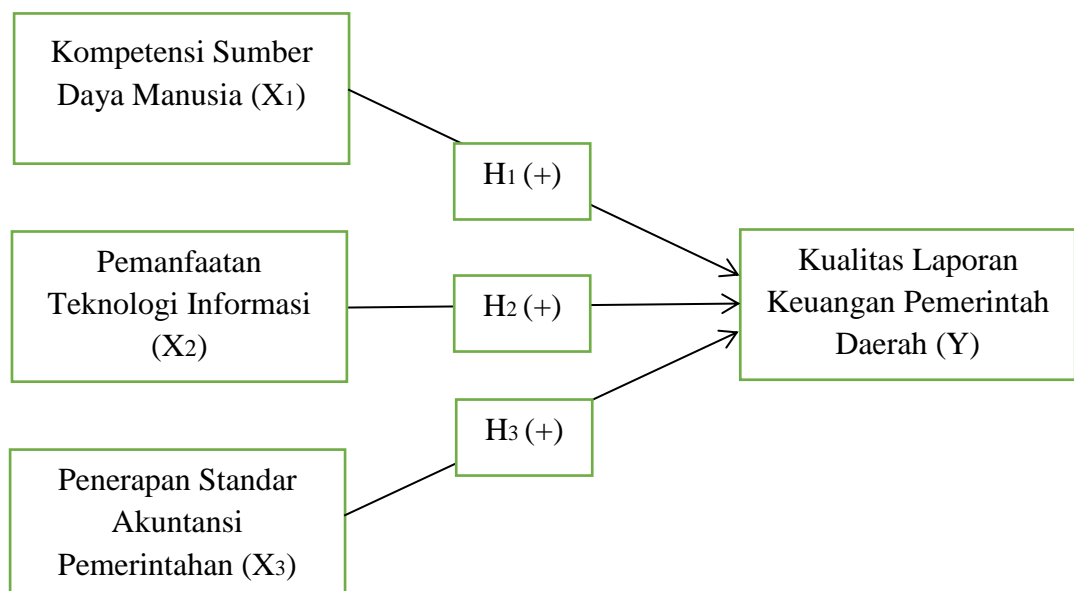 Kompetensi Sumber
Daya Manusia (X1)
H1 (+)
Pemanfaatan
Teknologi Informasi
(X2)
H2 (+)
Kualitas Laporan
Keuangan Pemerintah
Daerah (Y)
H3 (+)
Penerapan Standar
Akuntansi
Pemerintahan (X3)